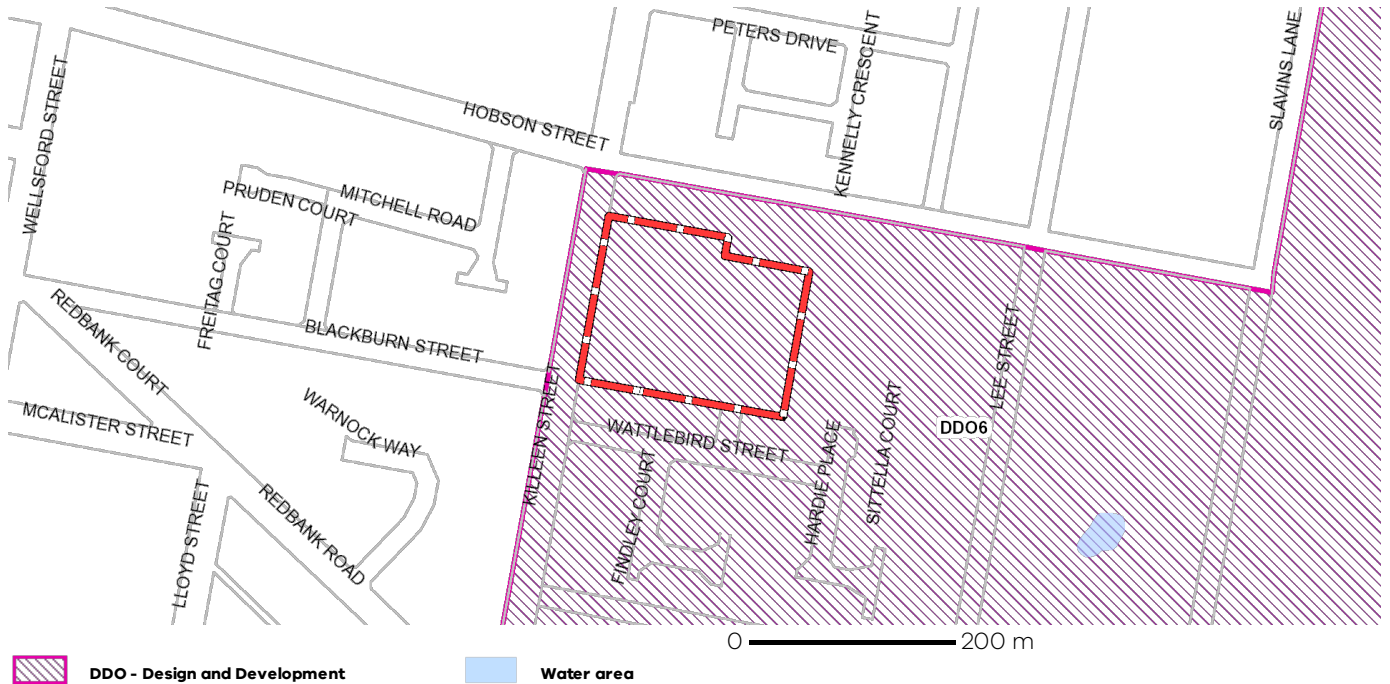 PETERS DRIVE
KENNELLY CRESCENT
SLAVINS LANE
WELLSFORD STREET
HOBSON STREET
PRUDEN COURT
MITCHELL ROAD
FREITAG COURT
REDBANK COURT
BLACKBURN STREET
MCALISTER STREET
WARNOCK WAY
KILLEEN STREET
WATTLEBIRD STREET
HARDIE PLACE
SITTELLA COURT
LEE STREET
DDO6
FINDLEY COURT
LLOYD STREET
REDBANK ROAD
0 200 m
DDO - Design and Development
Water area